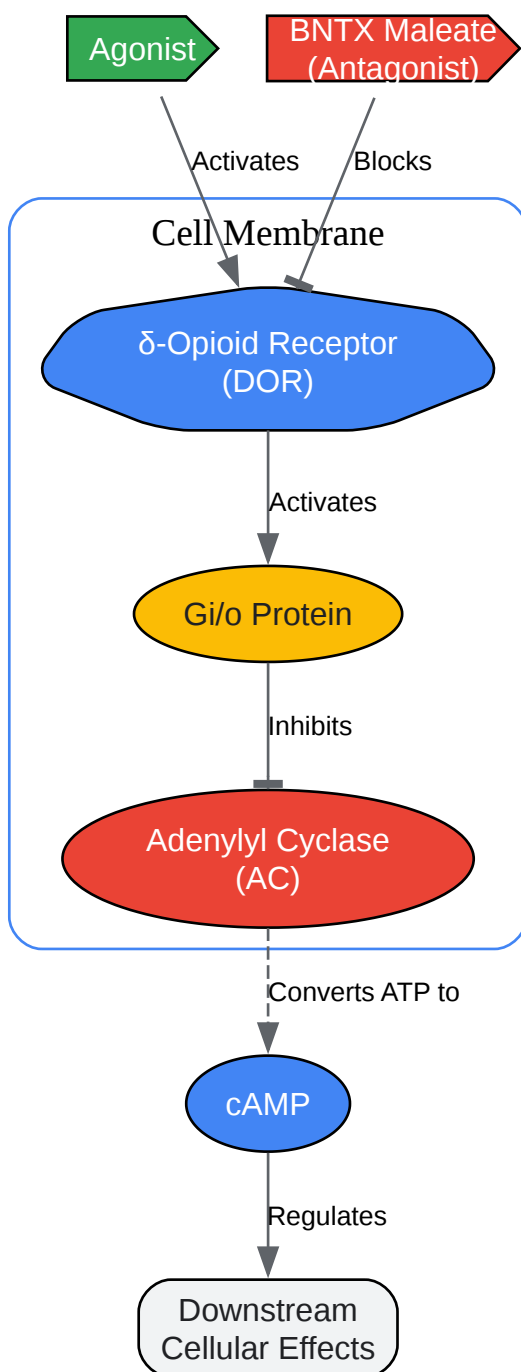 Agonist
BNTX Maleate
(Antagonist)
Activates
Blocks
Cell Membrane
δ-Opioid Receptor
(DOR)
Activates
Gi/o Protein
Inhibits
Adenylyl Cyclase
(AC)
Converts ATP to
cAMP
Regulates
Downstream
Cellular Effects